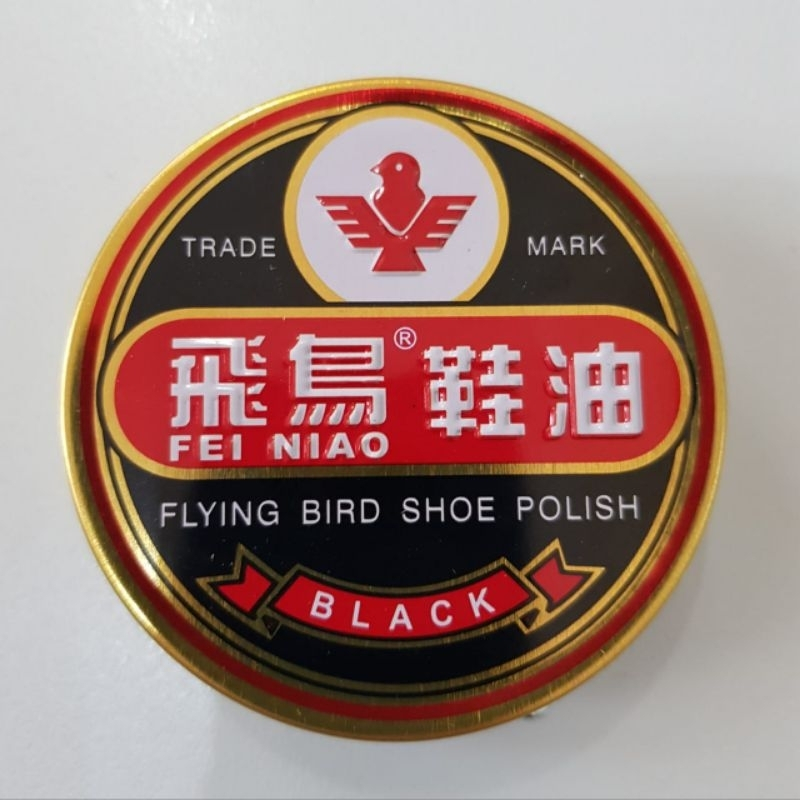 TRADE MARK
飛鳥® 鞋油
FEI NIAO
FLYING BIRD SHOE POLISH
BLACK